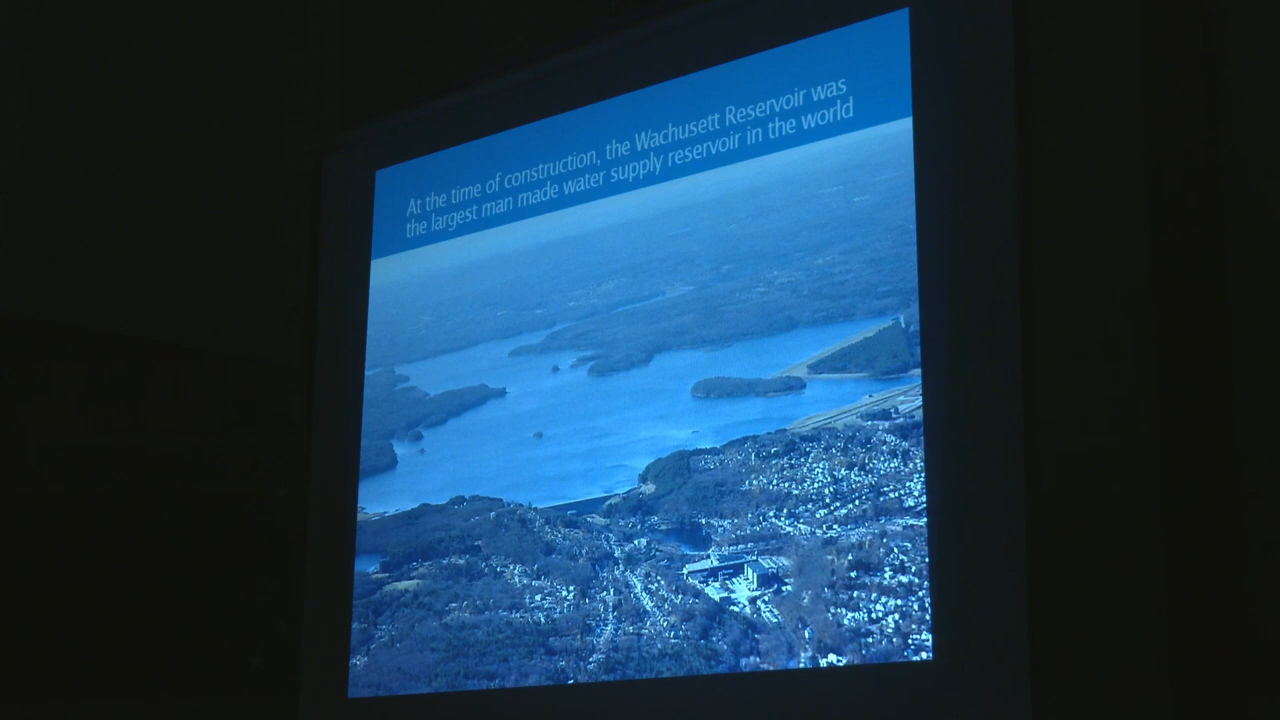 At the time of construction, the Wachusett Reservoir was
the largest man made water supply reservoir in the world